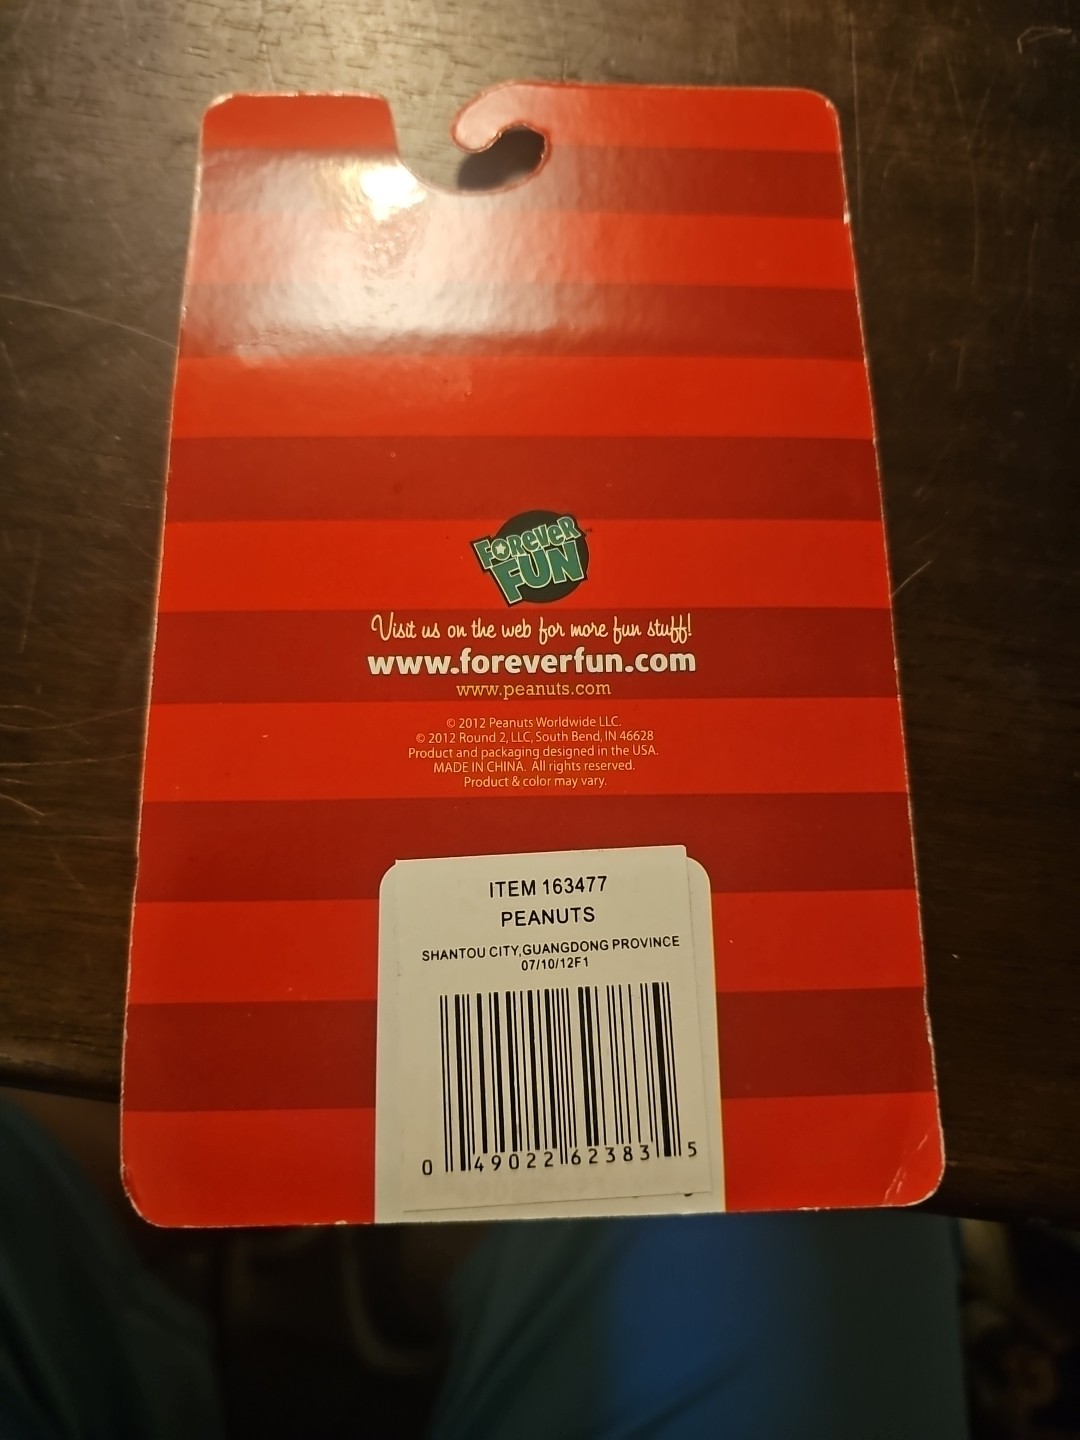 FOREVER
FUN
Visit us on the web for more fun stuff!
www.foreverfun.com
www.peanuts.com
© 2012 Peanuts Worldwide LLC.
© 2012 Round 2, LLC, South Bend, IN 46628
Product and packaging designed in the USA.
MADE IN CHINA. All rights reserved.
Product & color may vary.
ITEM 163477
PEANUTS
SHANTOU CITY,GUANGDONG PROVINCE
07/10/12F1
0 49022 62383 5